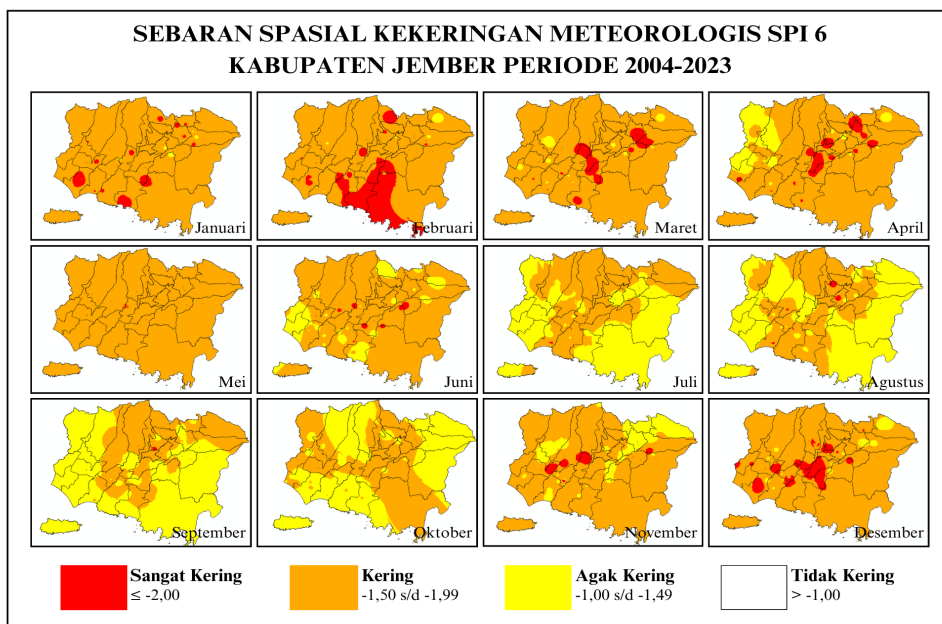 SEBARAN SPASIAL KEKERINGAN METEOROLOGIS SPI 6
KABUPATEN JEMBER PERIODE 2004-2023
Januari
Februari
Maret
April
Mei
Juni
Juli
Agustus
September
Oktober
November
Desember
Sangat Kering
≤ -2,00
Kering
-1,50 s/d -1,99
Agak Kering
-1,00 s/d -1,49
Tidak Kering
> -1,00